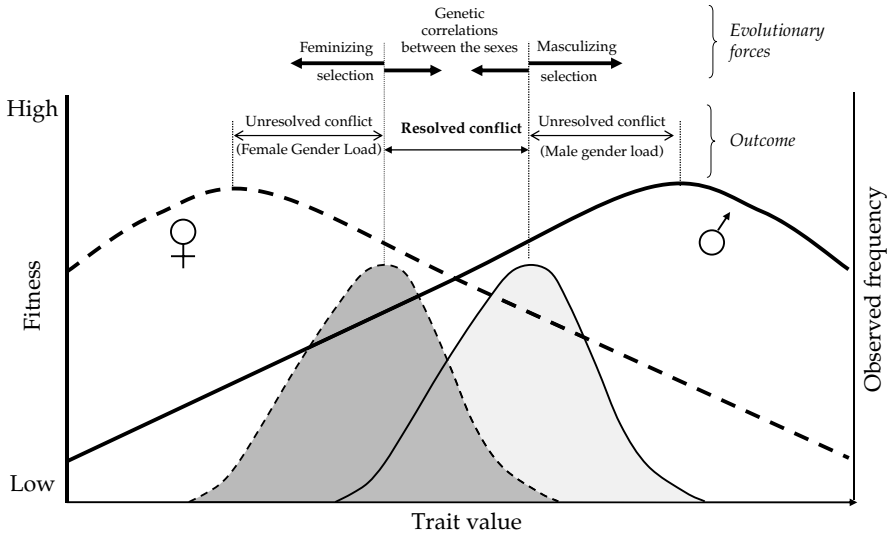 Genetic
correlations
between the sexes
Feminizing
selection
Masculizing
selection
Evolutionary
forces
High
Unresolved conflict
(Female Gender Load)
Resolved conflict
Unresolved conflict
(Male gender load)
Outcome
Fitness
Observed frequency
Low
Trait value